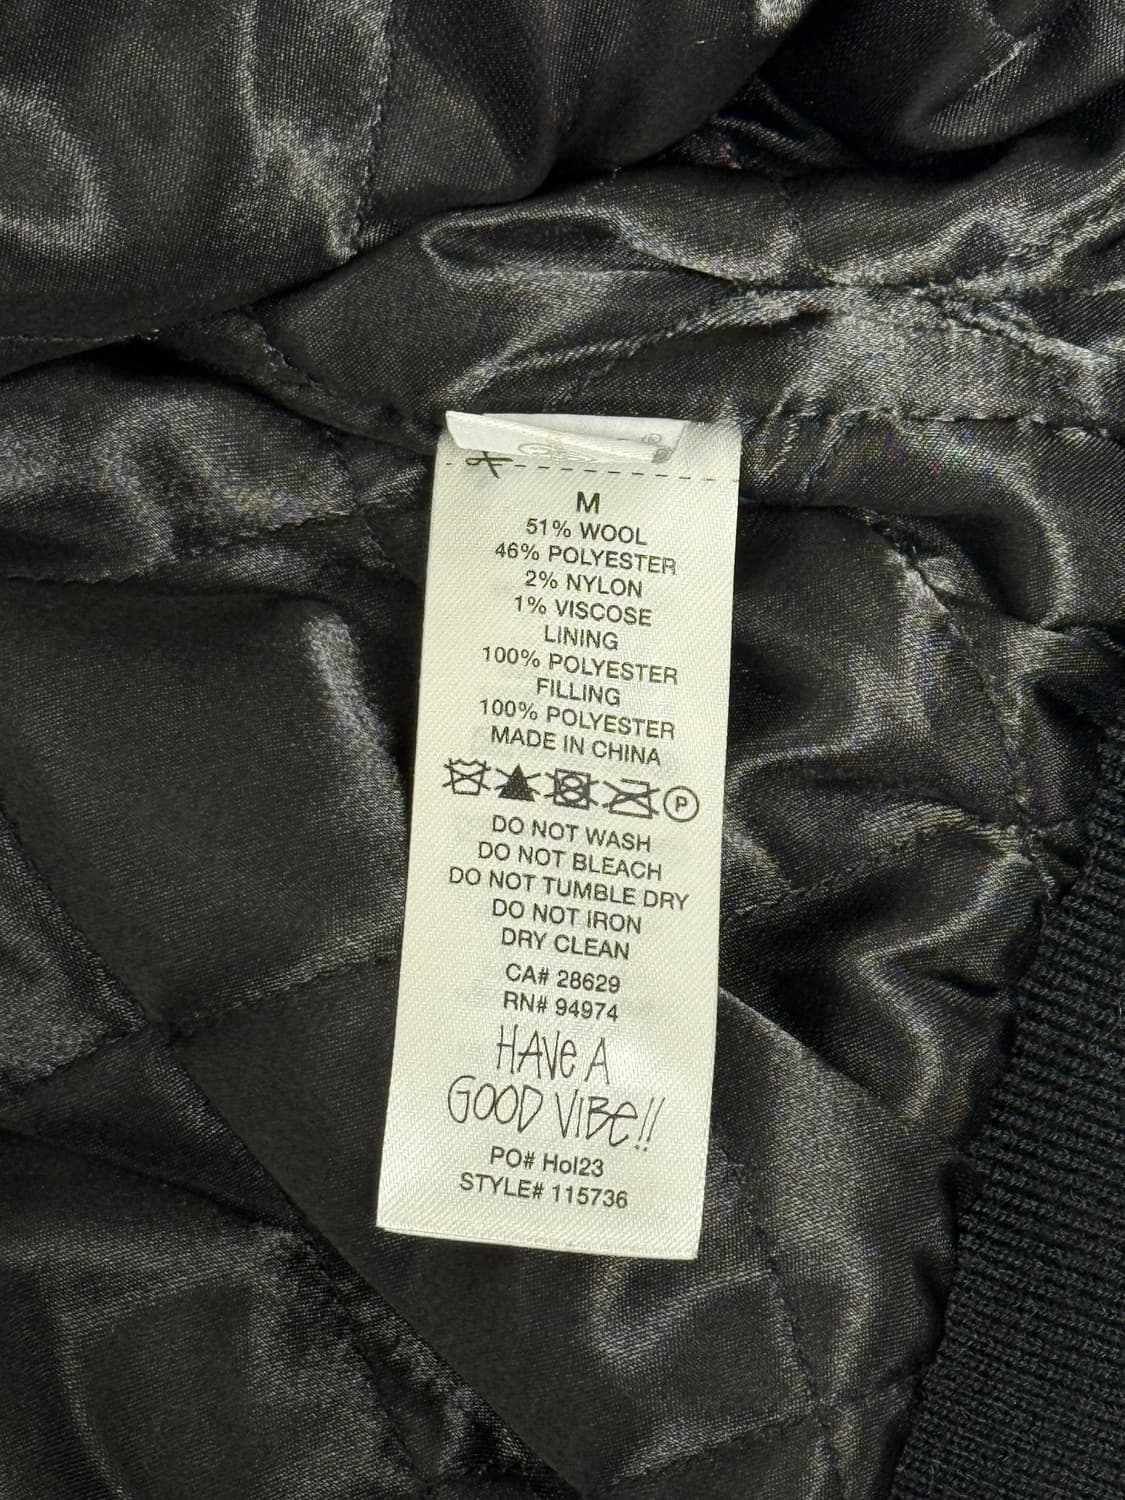 M
51% WOOL
46% POLYESTER
2% NYLON
1% VISCOSE
LINING
100% POLYESTER
FILLING
100% POLYESTER
MADE IN CHINA
P
DO NOT WASH
DO NOT BLEACH
DO NOT TUMBLE DRY
DO NOT IRON
DRY CLEAN
CA# 28629
RN# 94974
HAVe A
GOOD VIBe!!
PO# Hol23
STYLE# 115736